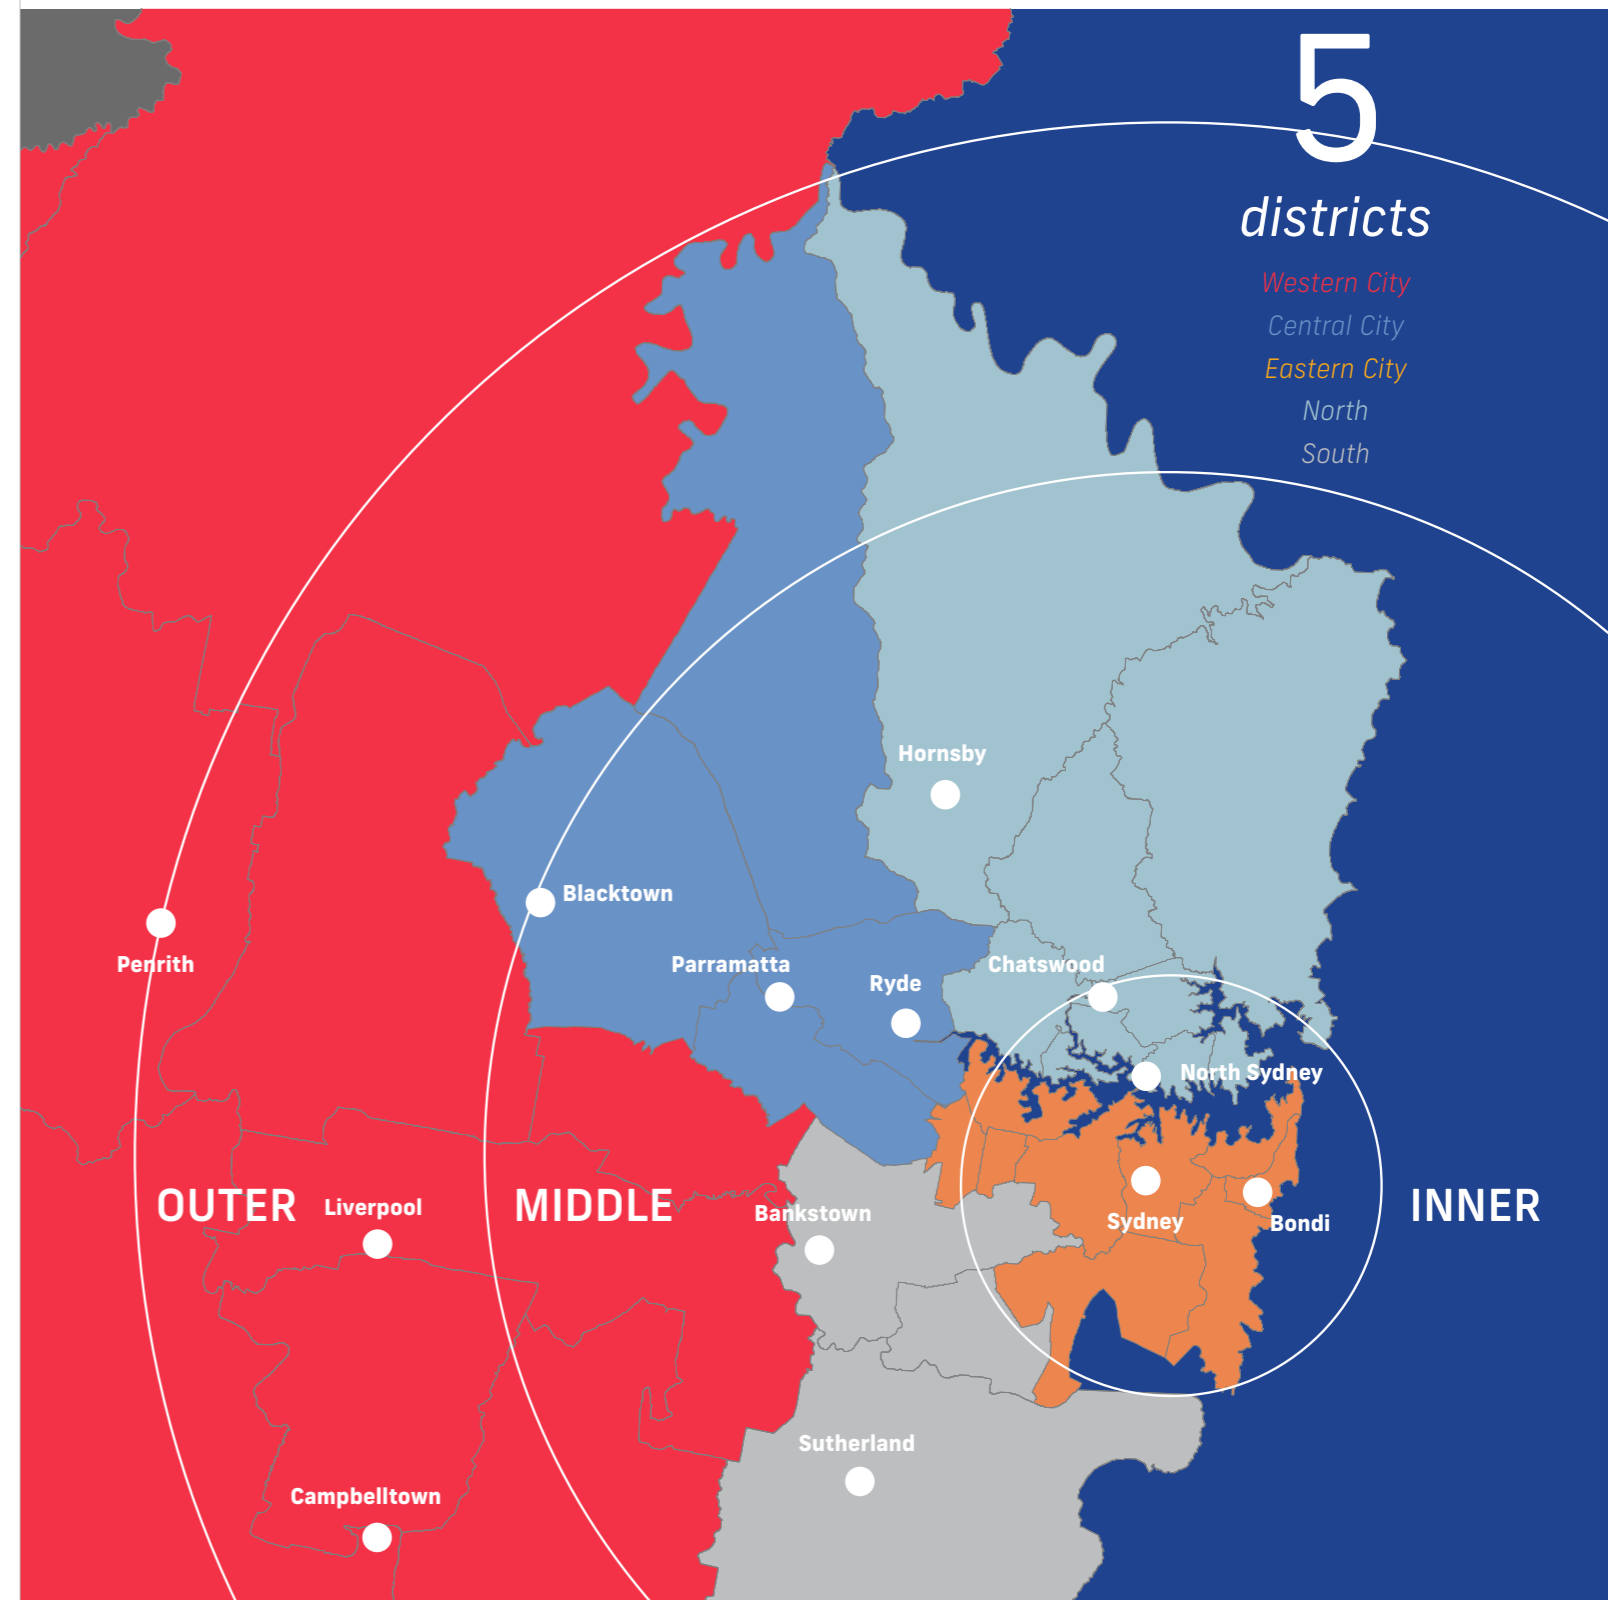 5
districts
Western City
Central City
Eastern City
North
South
Hornsby
Blacktown
Penrith
Parramatta
Ryde
Chatswood
North Sydney
OUTER
Liverpool
MIDDLE
Bankstown
Sydney
Bondi
INNER
Sutherland
Campbelltown